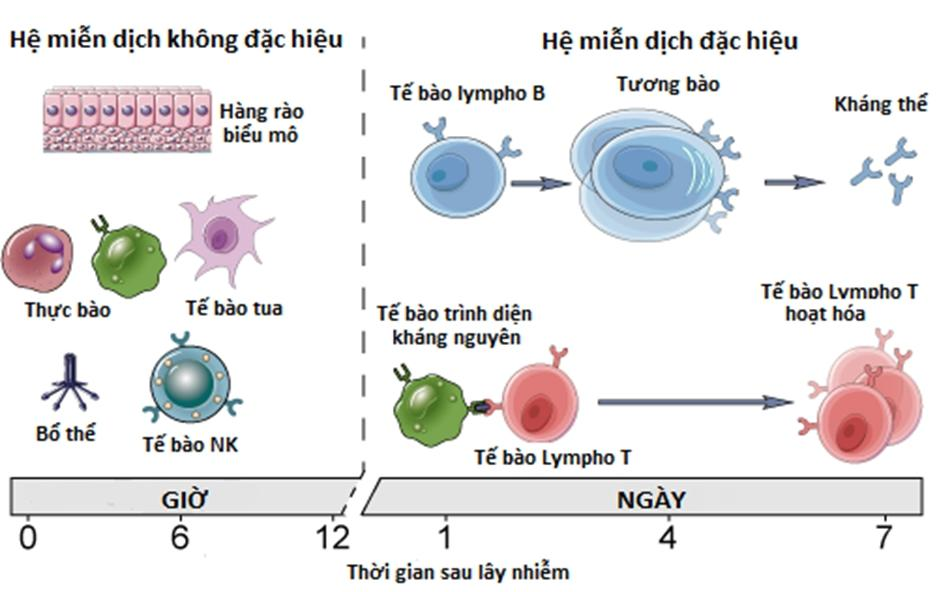 Hệ miễn dịch không đặc hiệu
Hàng rào
biểu mô
Thực bào
Tế bào tua
Bổ thể
Tế bào NK
Hệ miễn dịch đặc hiệu
Tế bào lympho B
Tương bào
Kháng thể
Tế bào trình diện
kháng nguyên
Tế bào Lympho T
Tế bào Lympho T
hoạt hóa
GIỜ
NGÀY
0 6 12 1 4 7
Thời gian sau lây nhiễm